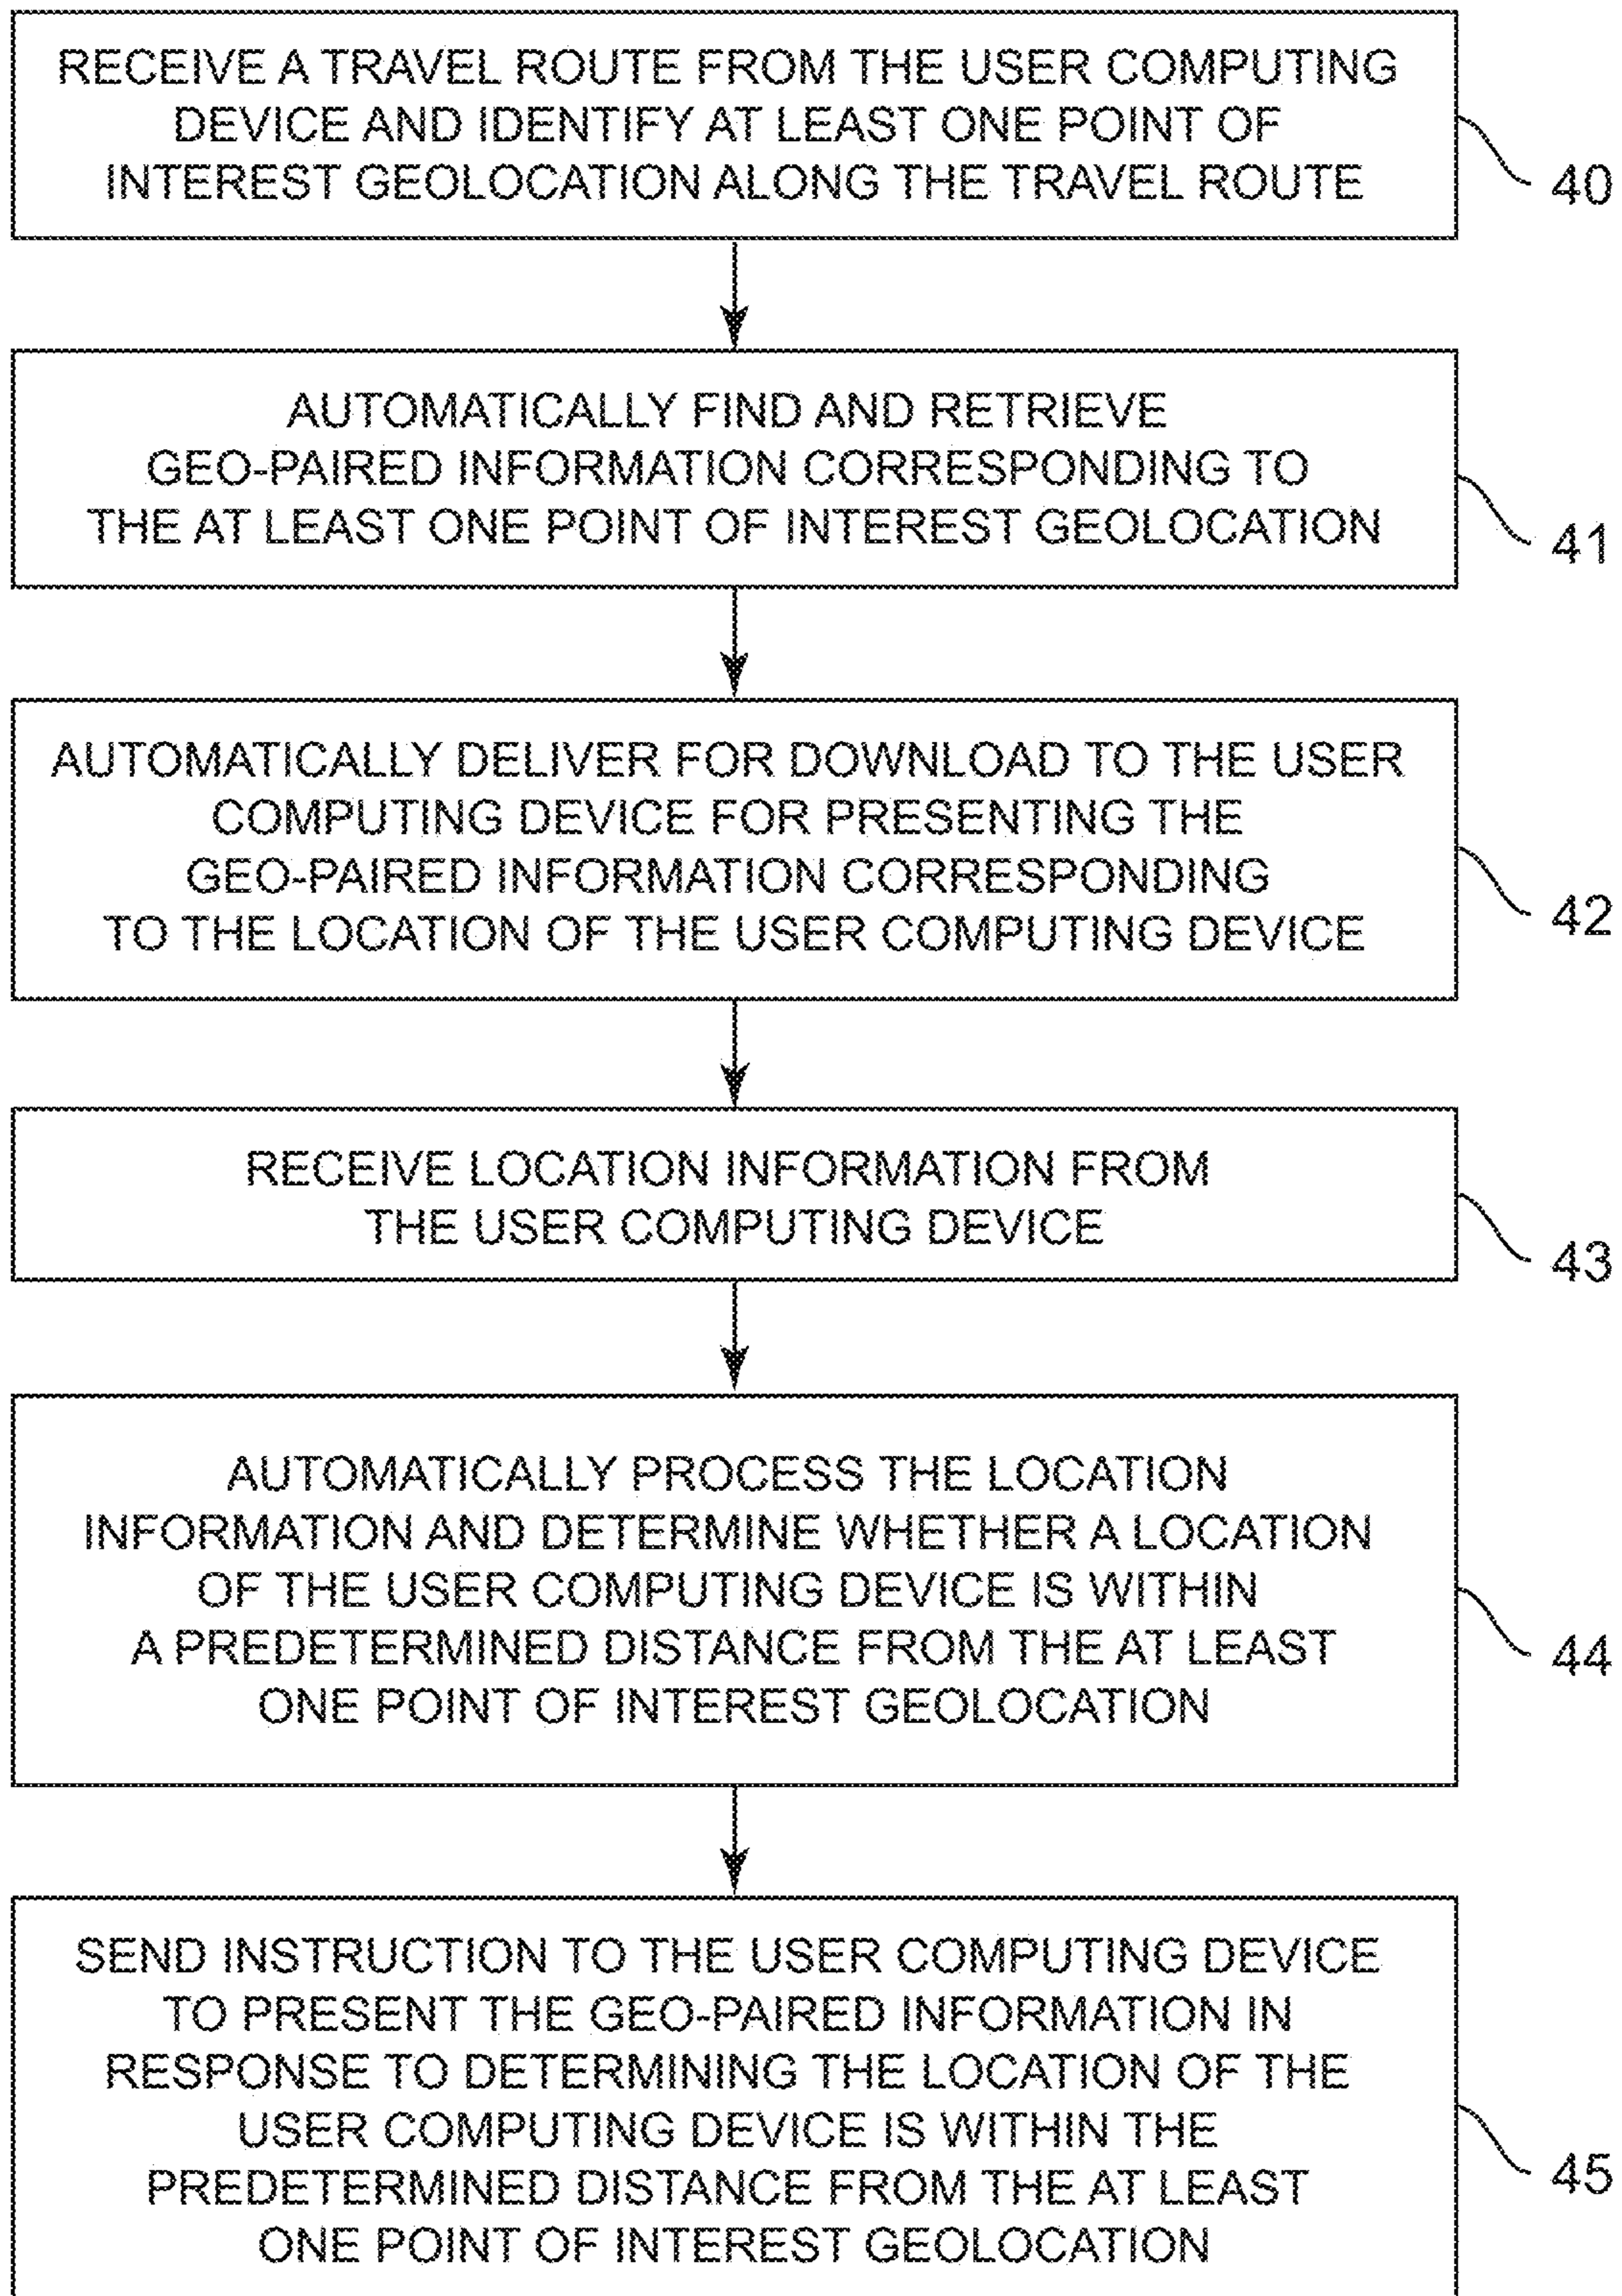 RECEIVE A TRAVEL ROUTE FROM THE USER COMPUTING
DEVICE AND IDENTIFY AT LEAST ONE POINT OF
INTEREST GEOLOCATION ALONG THE TRAVEL ROUTE
40
AUTOMATICALLY FIND AND RETRIEVE
GEO-PAIRED INFORMATION CORRESPONDING TO
THE AT LEAST ONE POINT OF INTEREST GEOLOCATION
41
AUTOMATICALLY DELIVER FOR DOWNLOAD TO THE USER
COMPUTING DEVICE FOR PRESENTING THE
GEO-PAIRED INFORMATION CORRESPONDING
TO THE LOCATION OF THE USER COMPUTING DEVICE
42
RECEIVE LOCATION INFORMATION FROM
THE USER COMPUTING DEVICE
43
AUTOMATICALLY PROCESS THE LOCATION
INFORMATION AND DETERMINE WHETHER A LOCATION
OF THE USER COMPUTING DEVICE IS WITHIN
A PREDETERMINED DISTANCE FROM THE AT LEAST
ONE POINT OF INTEREST GEOLOCATION
44
SEND INSTRUCTION TO THE USER COMPUTING DEVICE
TO PRESENT THE GEO-PAIRED INFORMATION IN
RESPONSE TO DETERMINING THE LOCATION OF THE
USER COMPUTING DEVICE IS WITHIN THE
PREDETERMINED DISTANCE FROM THE AT LEAST
ONE POINT OF INTEREST GEOLOCATION
45